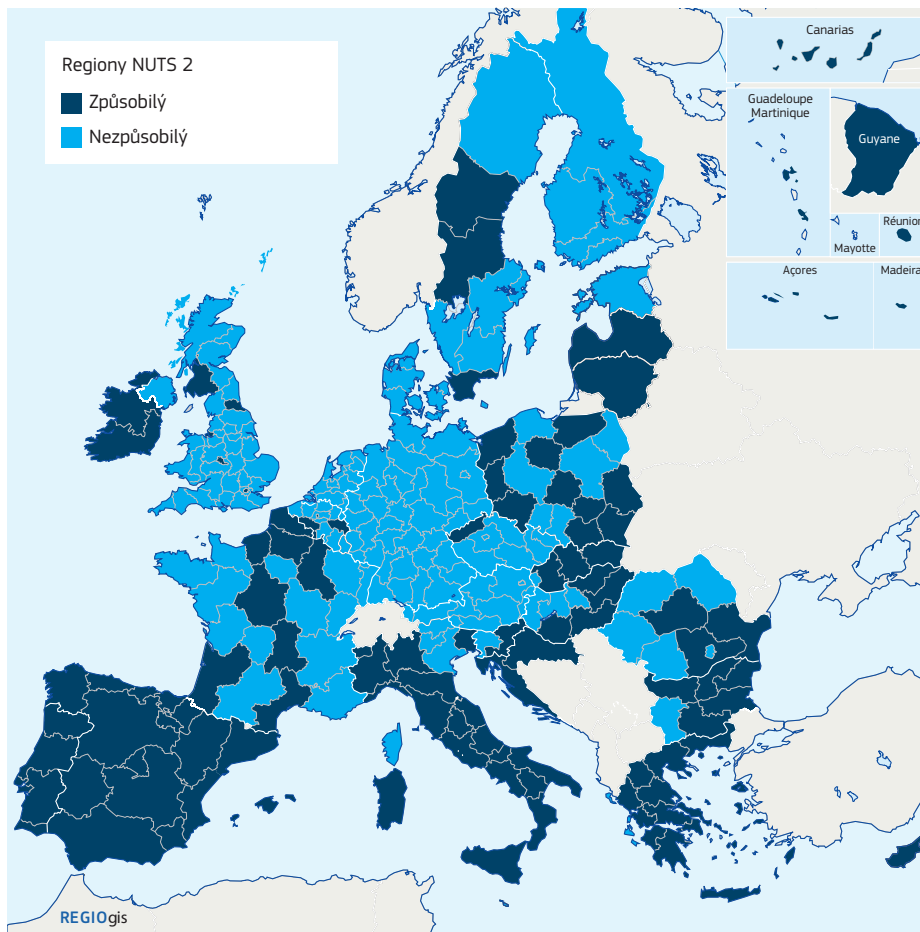 Regiony NUTS 2
Způsobilý
Nezpůsobilý
Canarias
Guadeloupe
Martinique
Guyane
Mayotte
Réunion
Açores
Madeira
REGIOgis